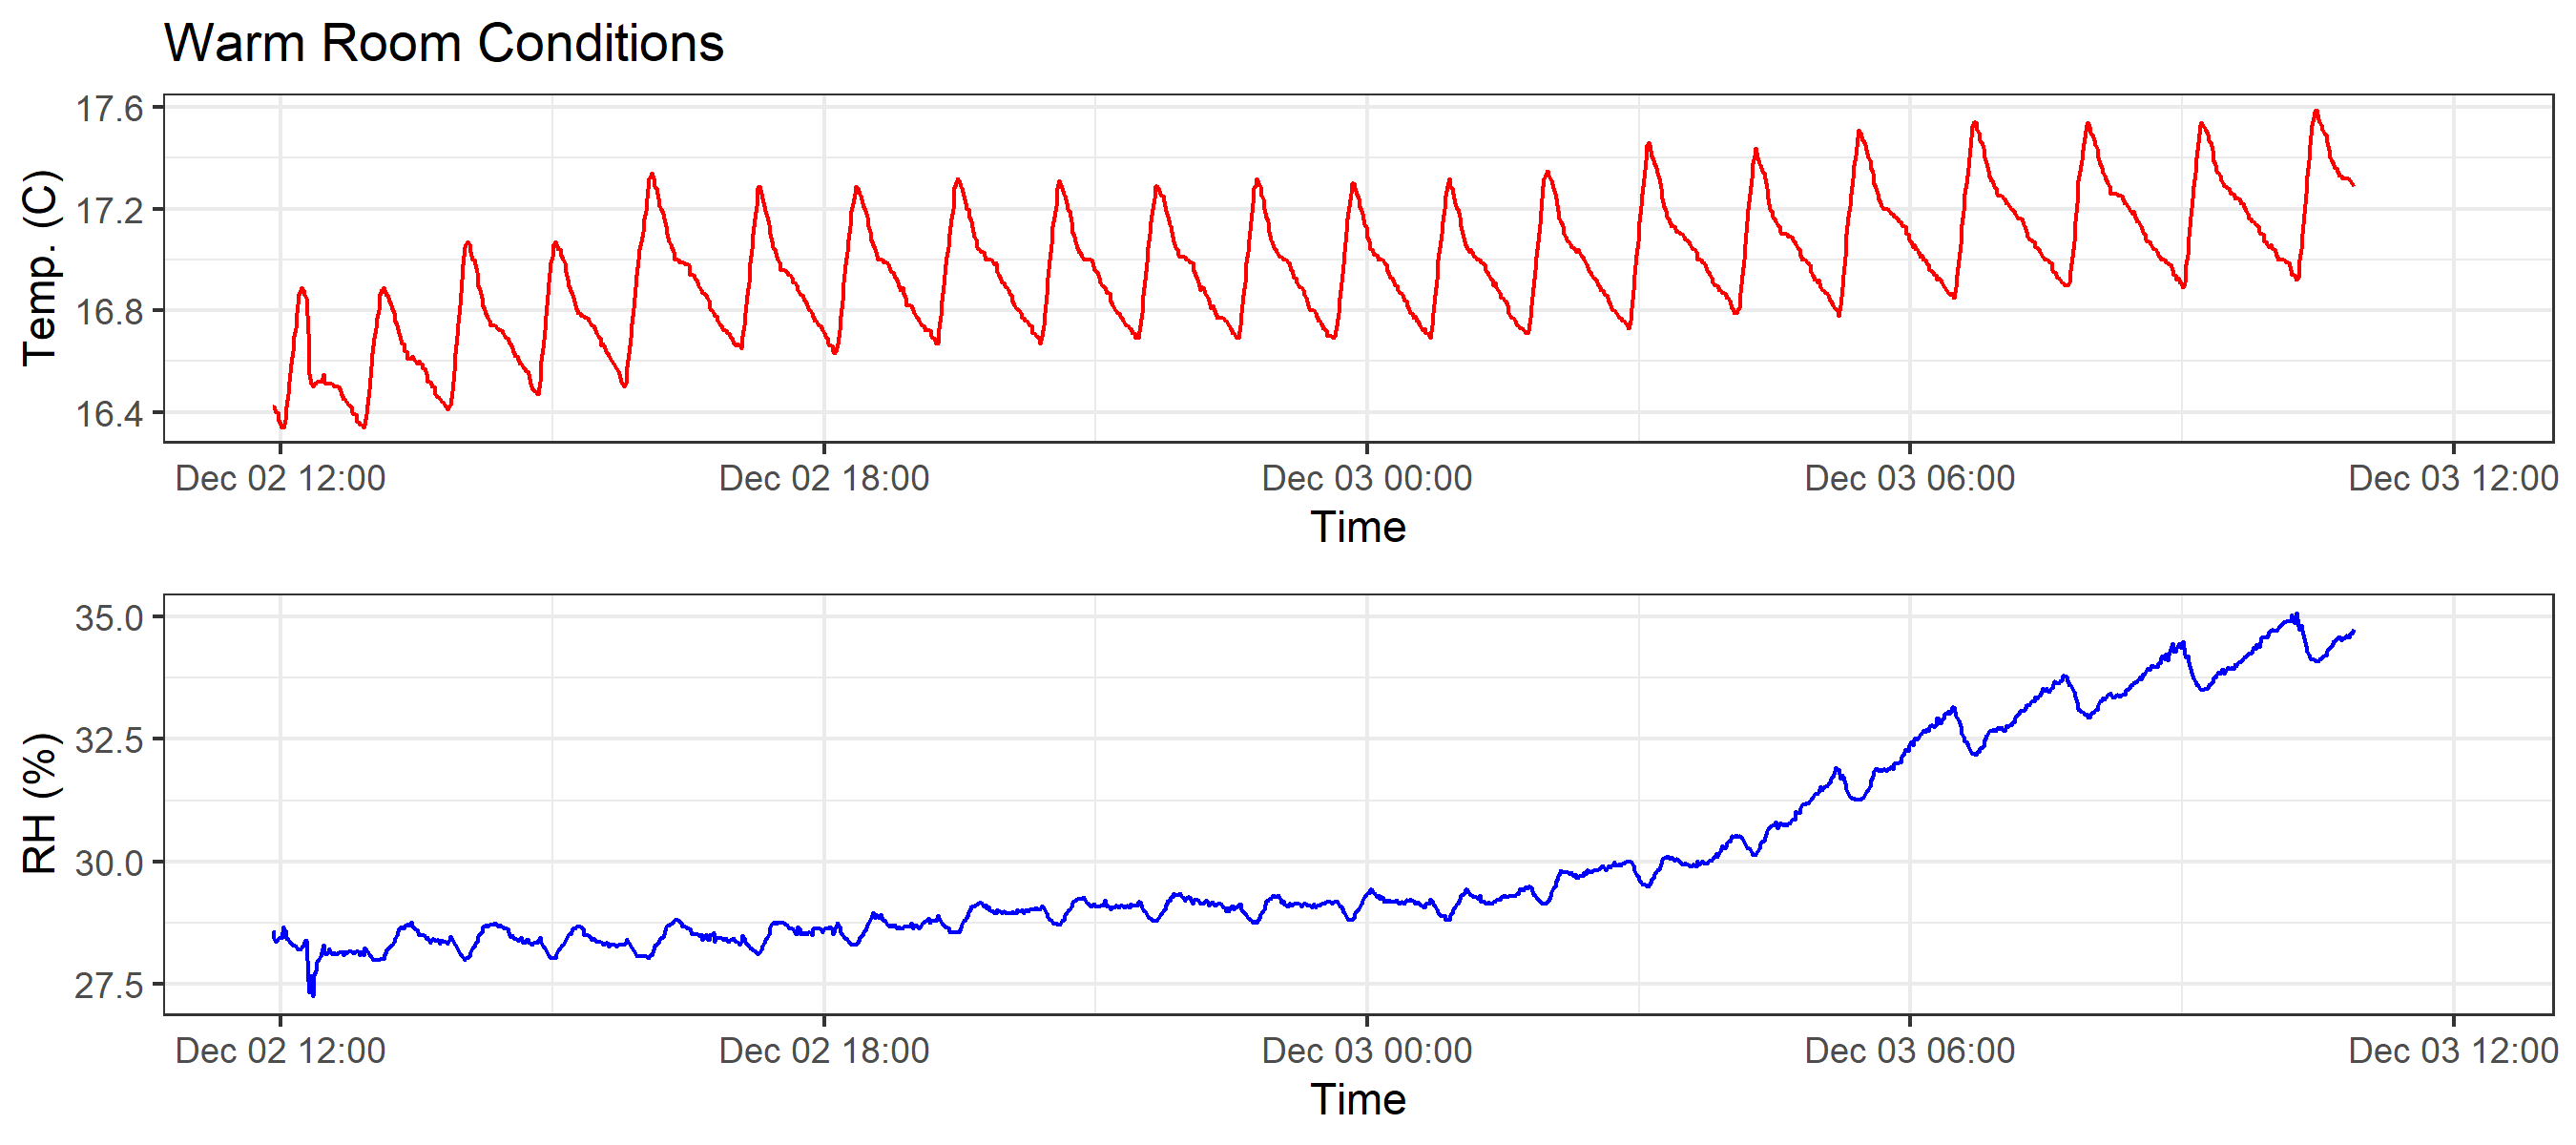 Warm Room Conditions
17.6
17.2
16.8
16.4
Temp. (C)
Dec 02 12:00 Dec 02 18:00 Dec 03 00:00 Dec 03 06:00 Dec 03 12:00
Time
35.0
32.5
30.0
27.5
RH (%)
Dec 02 12:00 Dec 02 18:00 Dec 03 00:00 Dec 03 06:00 Dec 03 12:00
Time